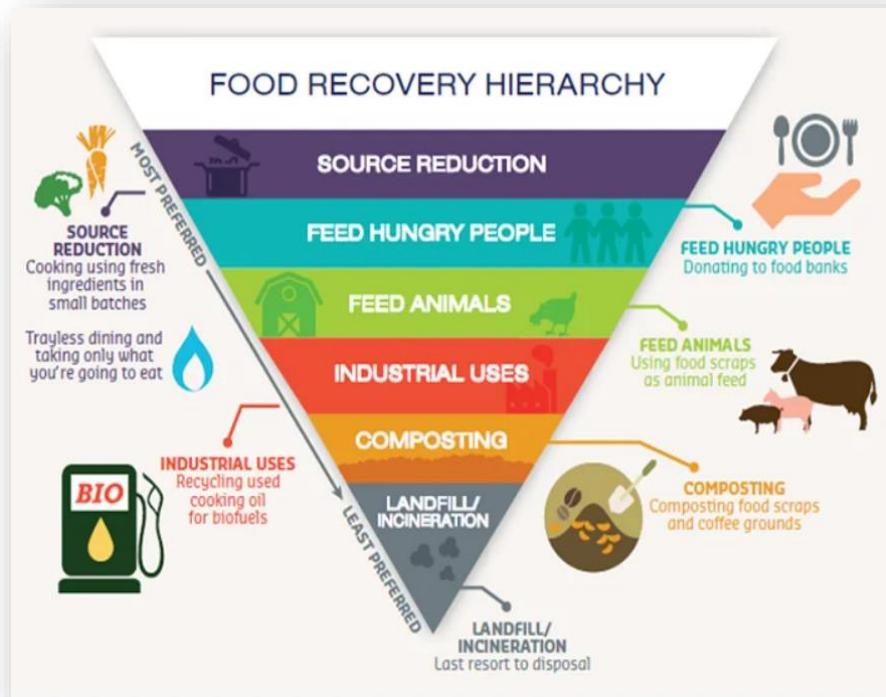 FOOD RECOVERY HIERARCHY
MOST PREFERRED
SOURCE REDUCTION
FEED HUNGRY PEOPLE
FEED ANIMALS
INDUSTRIAL USES
COMPOSTING
LANDFILL/
INCINERATION
LEAST PREFERRED
SOURCE
REDUCTION
Cooking using fresh
ingredients in
small batches
Trayless dining and
taking only what
you're going to eat
FEED HUNGRY PEOPLE
Donating to food banks
FEED ANIMALS
Using food scraps
as animal feed
INDUSTRIAL USES
Recycling used
cooking oil
for biofuels
BIO
COMPOSTING
Composting food scraps
and coffee grounds
LANDFILL/
INCINERATION
Last resort to disposal